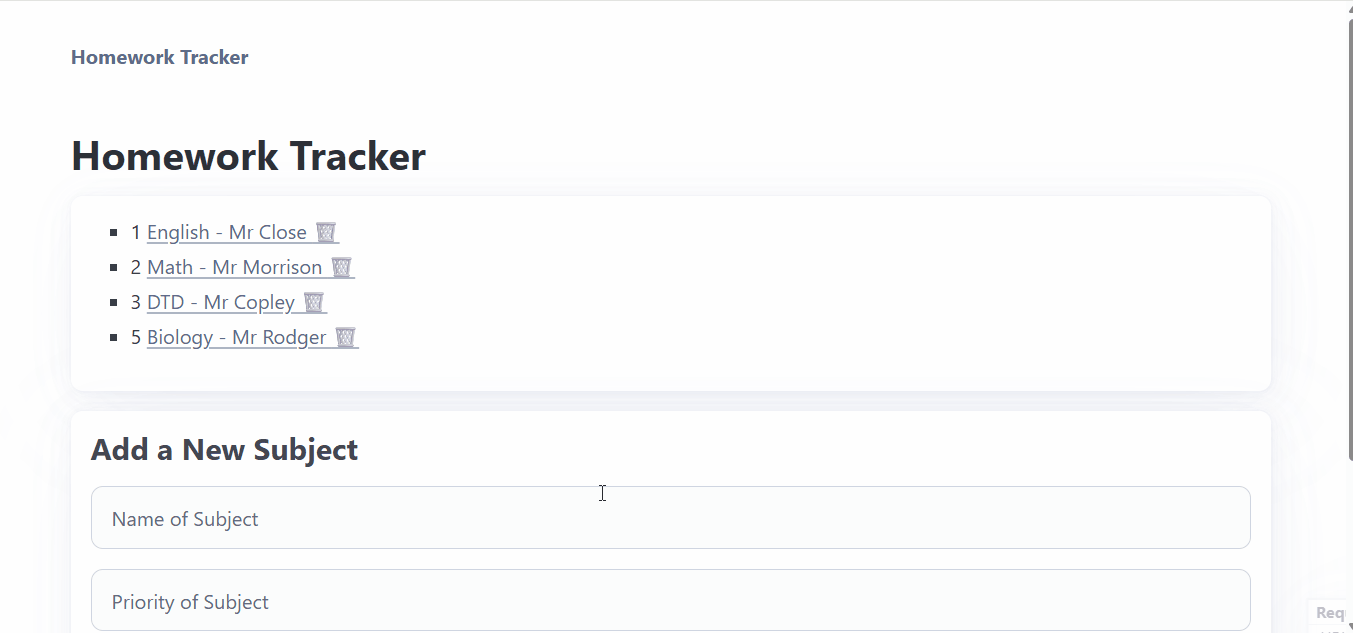 Homework Tracker
Homework Tracker
1 English - Mr Close
2 Math - Mr Morrison
3 DTD - Mr Copley
5 Biology - Mr Rodger
Add a New Subject
Name of Subject
Priority of Subject